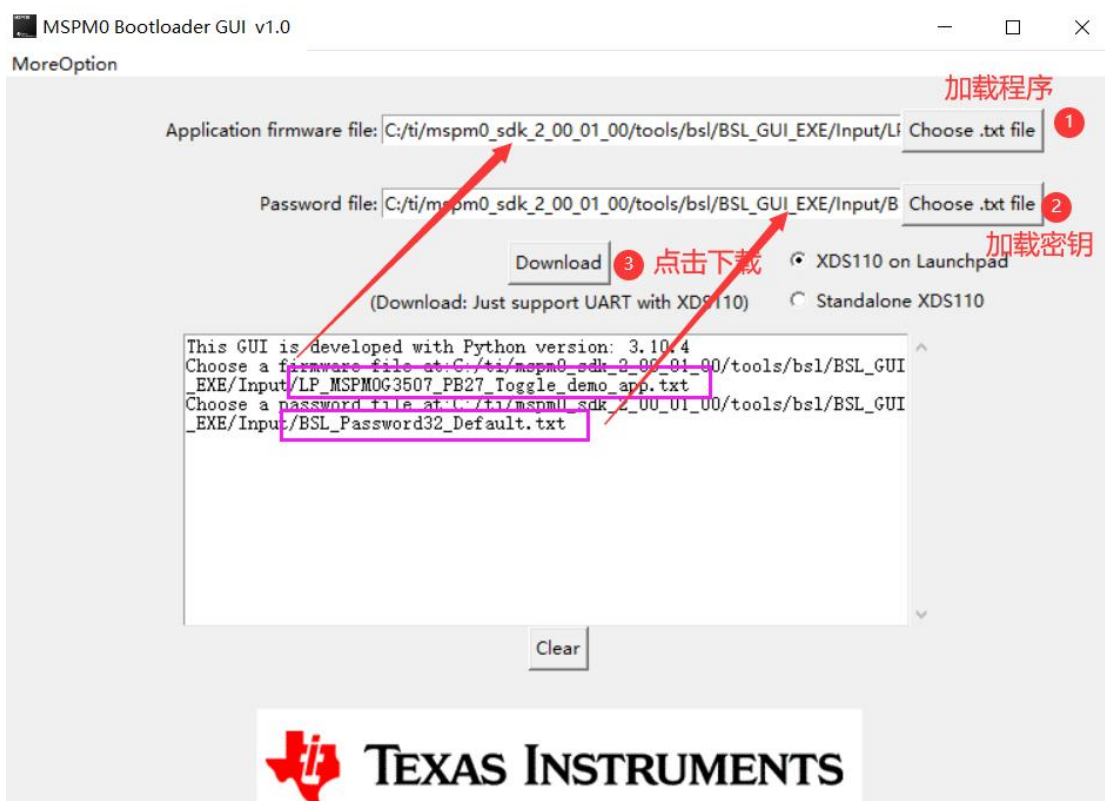 MSPM0 Bootloader GUI v1.0
MoreOption
加载程序
Application firmware file: C:/ti/mspm0_sdk_2_00_01_00/tools/bsl/BSL_GUI_EXE/Input/LP Choose .txt file 1
Password file: C:/ti/mspm0_sdk_2_00_01_00/tools/bsl/BSL_GUI_EXE/Input/B Choose .txt file 2
加载密钥
Download 3 点击下载 XDS110 on Launchpad
(Download: Just support UART with XDS110) Standalone XDS110
This GUI is developed with Python version: 3.10.4
Choose a firmware file at:C:/ti/mspm0_sdk_2_00_01_00/tools/bsl/BSL_GUI
_EXE/Input/LP_MSPM0G3507_PB27_Toggle_demo_app.txt
Choose a password file at:C:/ti/mspm0_sdk_2_00_01_00/tools/bsl/BSL_GUI
_EXE/Input/BSL_Password32_Default.txt
Clear
TEXAS INSTRUMENTS